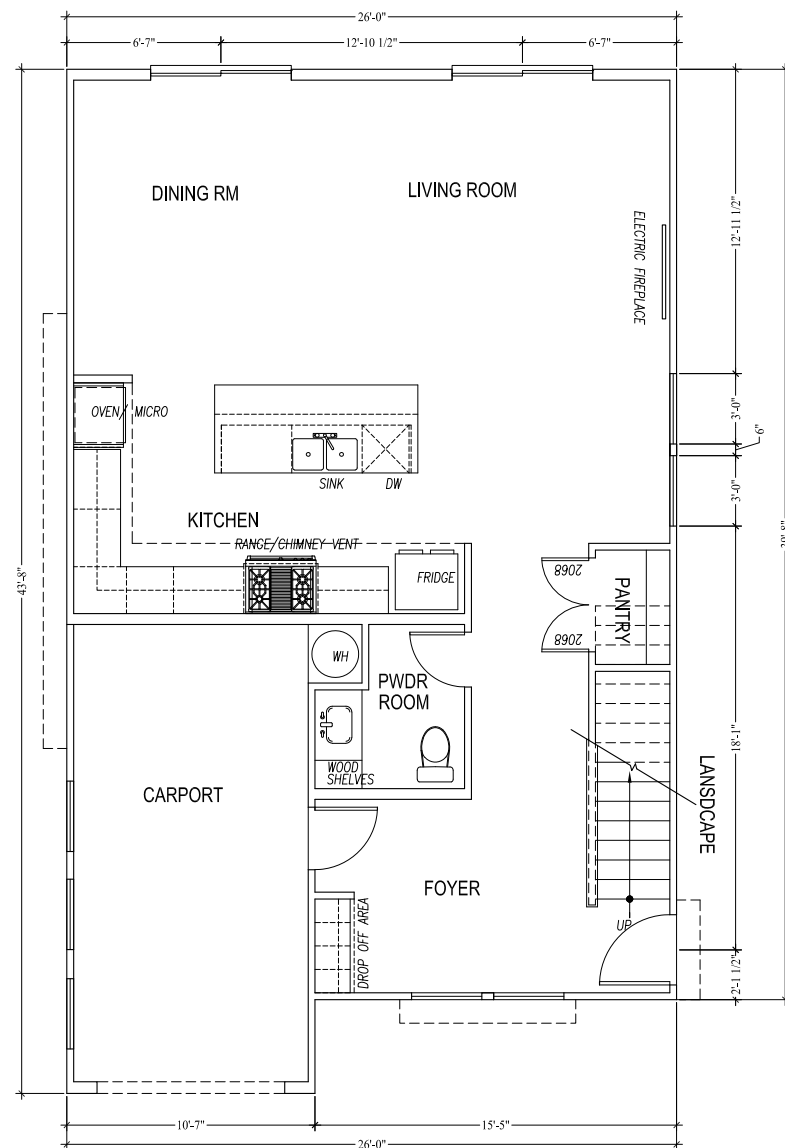 26'-0"
6'-7"
12'-10 1/2"
6'-7"
DINING RM
LIVING ROOM
ELECTRIC FIREPLACE
12'-11 1/2"
OVEN/ MICRO
3'-0"
6"
SINK
DW
3'-0"
KITCHEN
RANGE/CHIMNEY VENT
FRIDGE
2068
PANTRY
43'-8"
2068
WH
PWDR
ROOM
WOOD
SHELVES
18'-1"
CARPORT
LANSDCAPE
FOYER
DROP OFF AREA
UP
2'-1 1/2"
10'-7"
15'-5"
26'-0"